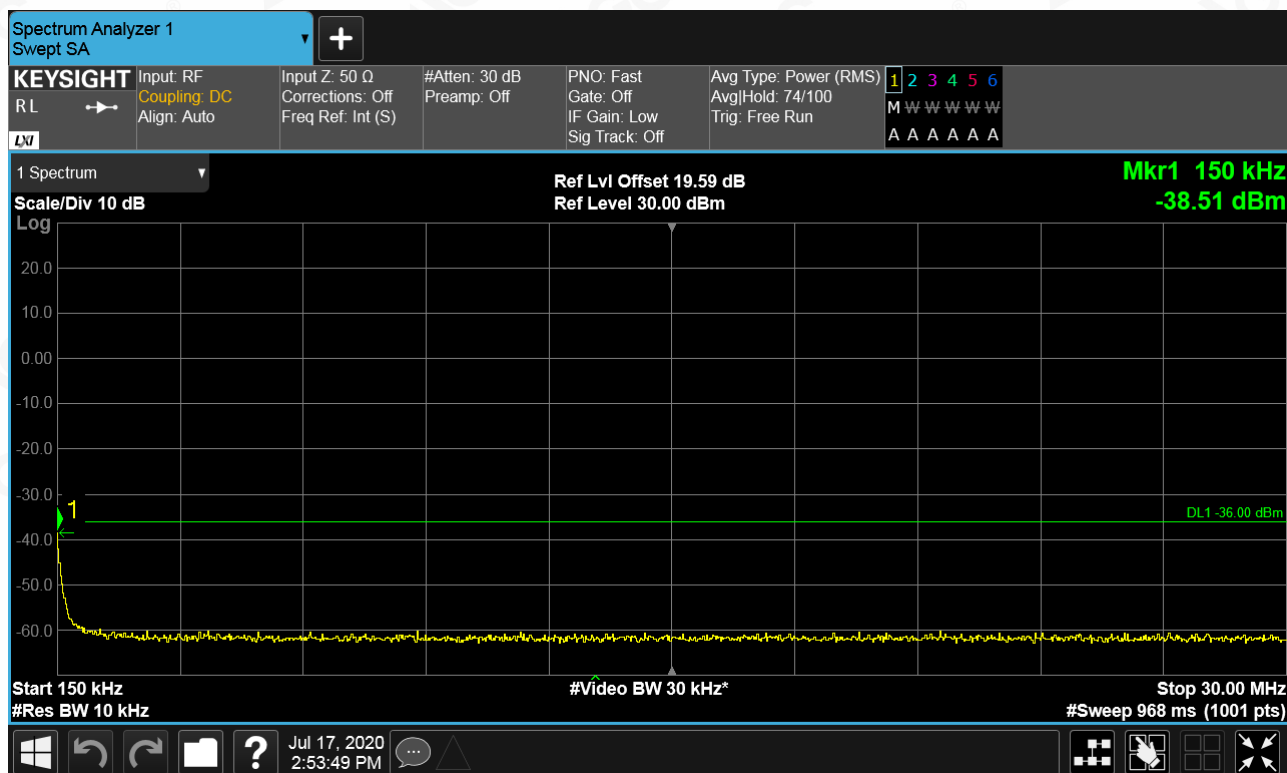 Spectrum Analyzer 1
Swept SA
+
KEYSIGHT
RL
LXI
Input: RF
Coupling: DC
Align: Auto
Input Z: 50 Ω
Corrections: Off
Freq Ref: Int (S)
#Atten: 30 dB
Preamp: Off
PNO: Fast
Gate: Off
IF Gain: Low
Sig Track: Off
Avg Type: Power (RMS)
Avg|Hold: 74/100
Trig: Free Run
1 2 3 4 5 6
M W W W W W
A A A A A A
1 Spectrum
Scale/Div 10 dB
Ref Lvl Offset 19.59 dB
Ref Level 30.00 dBm
Mkr1 150 kHz
-38.51 dBm
Log
20.0
10.0
0.00
-10.0
-20.0
-30.0
1
DL1 -36.00 dBm
-40.0
-50.0
-60.0
Start 150 kHz
#Video BW 30 kHz*
Stop 30.00 MHz
#Res BW 10 kHz
#Sweep 968 ms (1001 pts)
?
Jul 17, 2020
2:53:49 PM